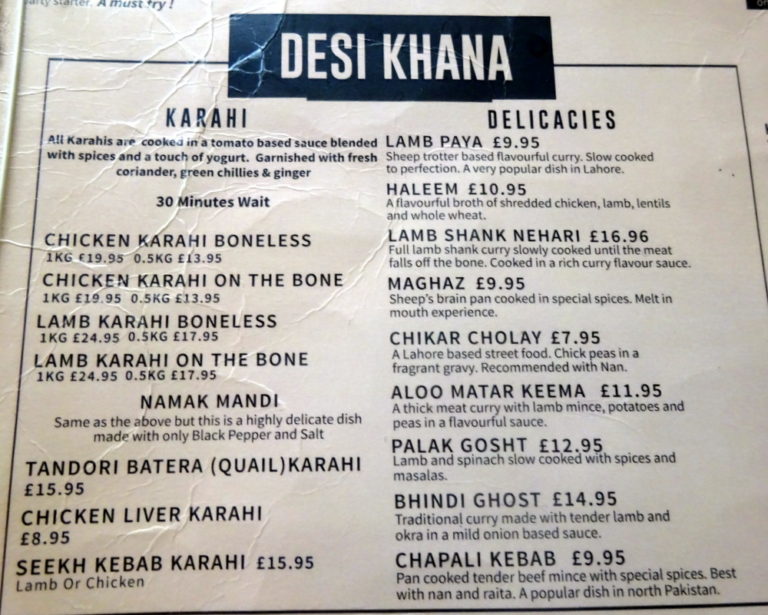 arty starter. A must try !
DESI KHANA
KARAHI
All Karahis are cooked in a tomato based sauce blended
with spices and a touch of yogurt. Garnished with fresh
coriander, green chillies & ginger
30 Minutes Wait
CHICKEN KARAHI BONELESS
1KG £19.95 0.5KG £13.95
CHICKEN KARAHI ON THE BONE
1KG £19.95 0.5KG £13.95
LAMB KARAHI BONELESS
1KG £24.95 0.5KG £17.95
LAMB KARAHI ON THE BONE
1KG £24.95 0.5KG £17.95
NAMAK MANDI
Same as the above but this is a highly delicate dish
made with only Black Pepper and Salt
TANDORI BATERA (QUAIL)KARAHI
£15.95
CHICKEN LIVER KARAHI
£8.95
SEEKH KEBAB KARAHI £15.95
Lamb Or Chicken
DELICACIES
LAMB PAYA £9.95
Sheep trotter based flavourful curry. Slow cooked
to perfection. A very popular dish in Lahore.
HALEEM £10.95
A flavourful broth of shredded chicken, lamb, lentils
and whole wheat.
LAMB SHANK NEHARI £16.96
Full lamb shank curry slowly cooked until the meat
falls off the bone. Cooked in a rich curry flavour sauce.
MAGHAZ £9.95
Sheep's brain pan cooked in special spices. Melt in
mouth experience.
CHIKAR CHOLAY £7.95
A Lahore based street food. Chick peas in a
fragrant gravy. Recommended with Nan.
ALOO MATAR KEEMA £11.95
A thick meat curry with lamb mince, potatoes and
peas in a flavourful sauce.
PALAK GOSHT £12.95
Lamb and spinach slow cooked with spices and
masalas.
BHINDI GHOST £14.95
Traditional curry made with tender lamb and
okra in a mild onion based sauce.
CHAPALI KEBAB £9.95
Pan cooked tender beef mince with special spices. Best
with nan and raita. A popular dish in north Pakistan.